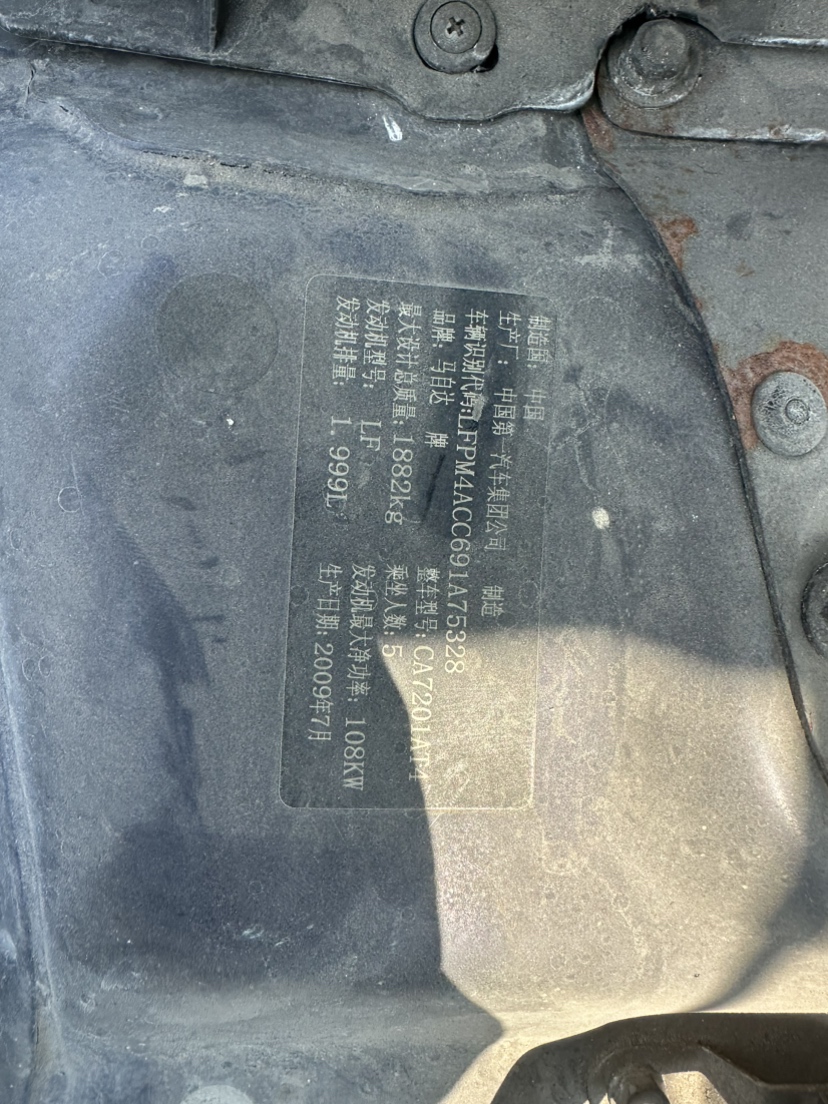 制造国: 中国
生产厂: 中国第一汽车集团公司 制造
车辆识别代码:LFPM4ACC691A75328
品牌: 马自达 牌 整车型号: CA7201AT4
最大设计总质量: 1882kg 乘坐人数: 5
发动机型号: LF 发动机最大净功率: 108KW
发动机排量: 1.999L 生产日期: 2009年7月